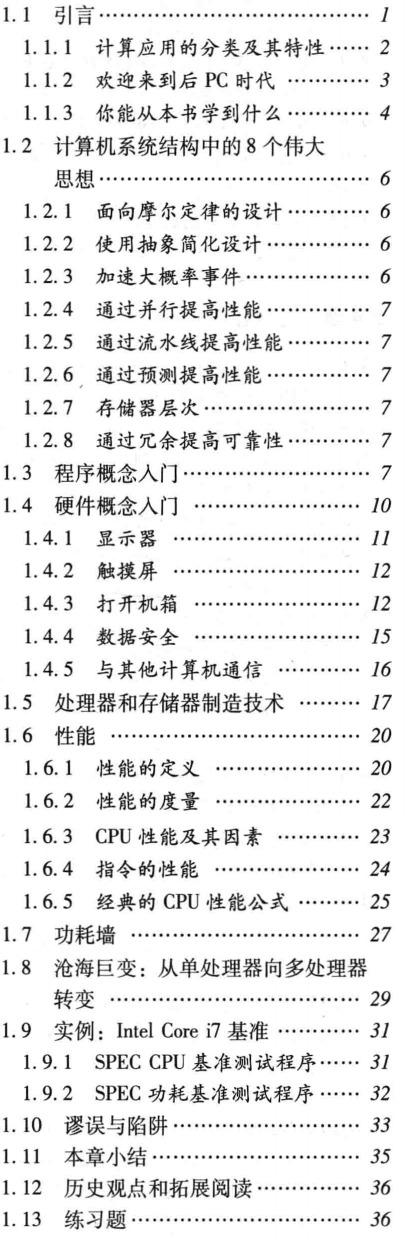 1.1 引言…………………………… 1
1.1.1 计算应用的分类及其特性…… 2
1.1.2 欢迎来到后 PC 时代 ………… 3
1.1.3 你能从本书学到什么………… 4
1.2 计算机系统结构中的 8 个伟大
思想……………………………… 6
1.2.1 面向摩尔定律的设计………… 6
1.2.2 使用抽象简化设计…………… 6
1.2.3 加速大概率事件……………… 6
1.2.4 通过并行提高性能…………… 7
1.2.5 通过流水线提高性能………… 7
1.2.6 通过预测提高性能…………… 7
1.2.7 存储器层次…………………… 7
1.2.8 通过冗余提高可靠性………… 7
1.3 程序概念入门…………………… 7
1.4 硬件概念入门 ………………… 10
1.4.1 显示器 ……………………… 11
1.4.2 触摸屏 ……………………… 12
1.4.3 打开机箱 …………………… 12
1.4.4 数据安全 …………………… 15
1.4.5 与其他计算机通信 ………… 16
1.5 处理器和存储器制造技术 ……… 17
1.6 性能 …………………………… 20
1.6.1 性能的定义 ………………… 20
1.6.2 性能的度量 ………………… 22
1.6.3 CPU 性能及其因素 ………… 23
1.6.4 指令的性能 ………………… 24
1.6.5 经典的 CPU 性能公式 ……… 25
1.7 功耗墙 ………………………… 27
1.8 沧海巨变：从单处理器向多处理器
转变 …………………………… 29
1.9 实例：Intel Core i7 基准 ………… 31
1.9.1 SPEC CPU 基准测试程序…… 31
1.9.2 SPEC 功耗基准测试程序…… 32
1.10 谬误与陷阱…………………… 33
1.11 本章小结……………………… 35
1.12 历史观点和拓展阅读………… 36
1.13 练习题………………………… 36